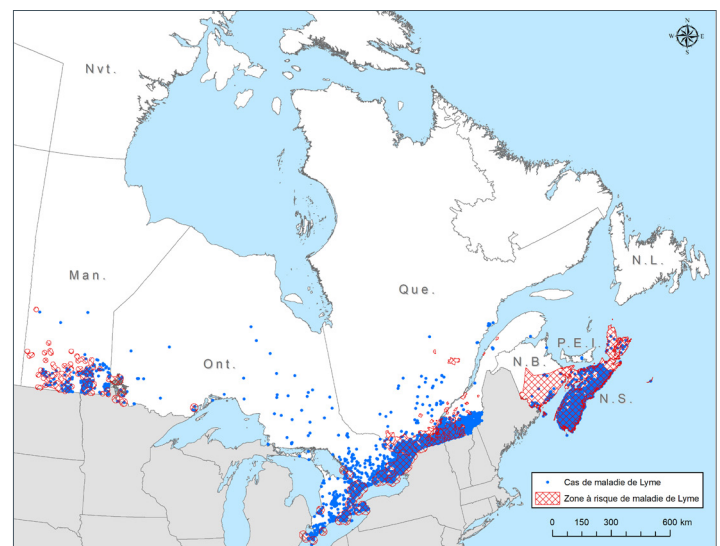 N
W E
S
Nvt.
Man.
Ont.
Que.
N.L.
P.E.I.
N.B.
N.S.
Cas de maladie de Lyme
Zone à risque de maladie de Lyme
0 150 300 600 km